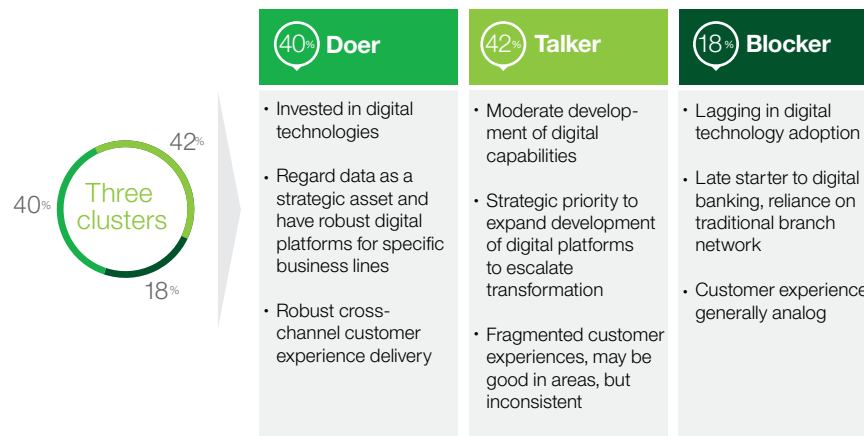 42%
40%
Three
clusters
18%
40% Doer
• Invested in digital
technologies
• Regard data as a
strategic asset and
have robust digital
platforms for specific
business lines
• Robust cross-
channel customer
experience delivery
42% Talker
• Moderate develop-
ment of digital
capabilities
• Strategic priority to
expand development
of digital platforms
to escalate
transformation
• Fragmented customer
experiences, may be
good in areas, but
inconsistent
18% Blocker
• Lagging in digital
technology adoption
• Late starter to digital
banking, reliance on
traditional branch
network
• Customer experience
generally analog